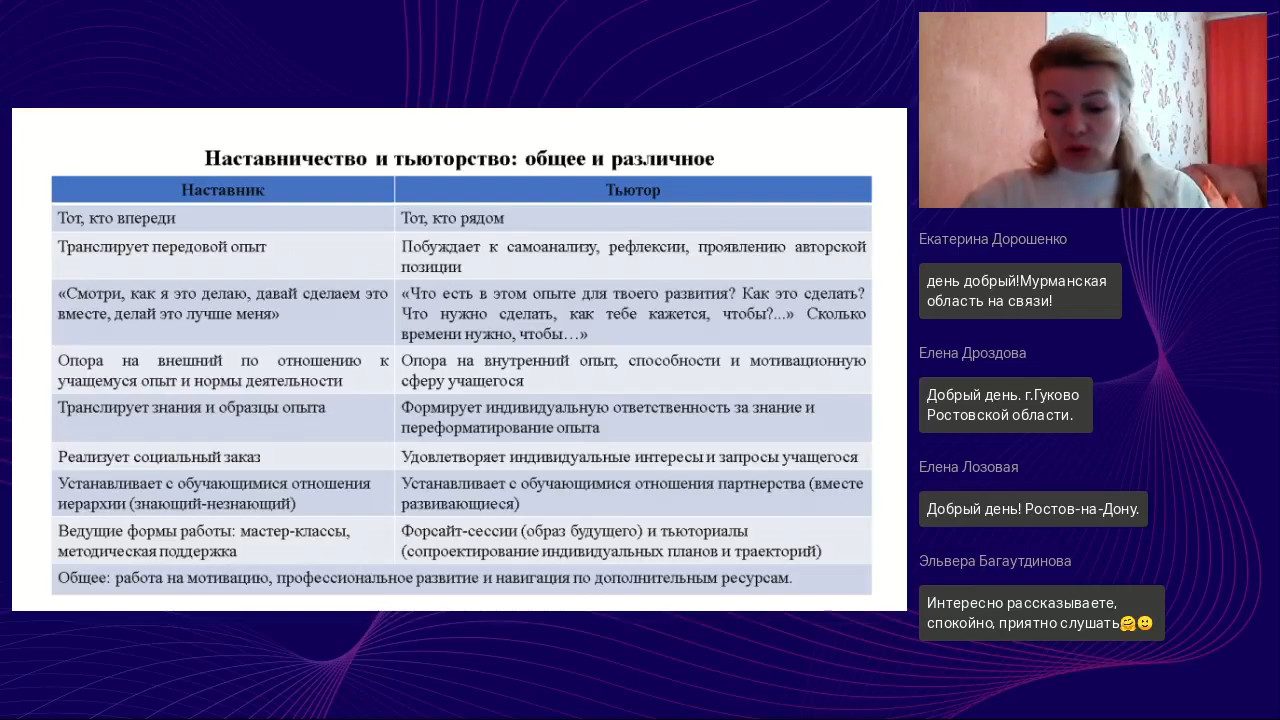 Наставничество и тьюторство: общее и различное
Наставник
Тьютор
Тот, кто впереди
Тот, кто рядом
Транслирует передовой опыт
Побуждает к самоанализу, рефлексии, проявлению авторской
позиции
«Смотри, как я это делаю, давай сделаем это
вместе, делай это лучше меня»
«Что есть в этом опыте для твоего развития? Как это сделать?
Что нужно сделать, как тебе кажется, чтобы?...» Сколько
времени нужно, чтобы…»
Опора на внешний по отношению к
учащемуся опыт и нормы деятельности
Опора на внутренний опыт, способности и мотивационную
сферу учащегося
Транслирует знания и образцы опыта
Формирует индивидуальную ответственность за знание и
переформатирование опыта
Реализует социальный заказ
Удовлетворяет индивидуальные интересы и запросы учащегося
Устанавливает с обучающимися отношения
иерархии (знающий-незнающий)
Устанавливает с обучающимися отношения партнерства (вместе
развивающиеся)
Ведущие формы работы: мастер-классы,
методическая поддержка
Форсайт-сессии (образ будущего) и тьюториалы
(сопроектирование индивидуальных планов и траекторий)
Общее: работа на мотивацию, профессиональное развитие и навигация по дополнительным ресурсам.
Екатерина Дорошенко
день добрый!Мурманская
область на связи!
Елена Дроздова
Добрый день. г.Гуково
Ростовской области.
Елена Лозовая
Добрый день! Ростов-на-Дону.
Эльвера Багаутдинова
Интересно рассказываете,
спокойно, приятно слушать🤗🙂